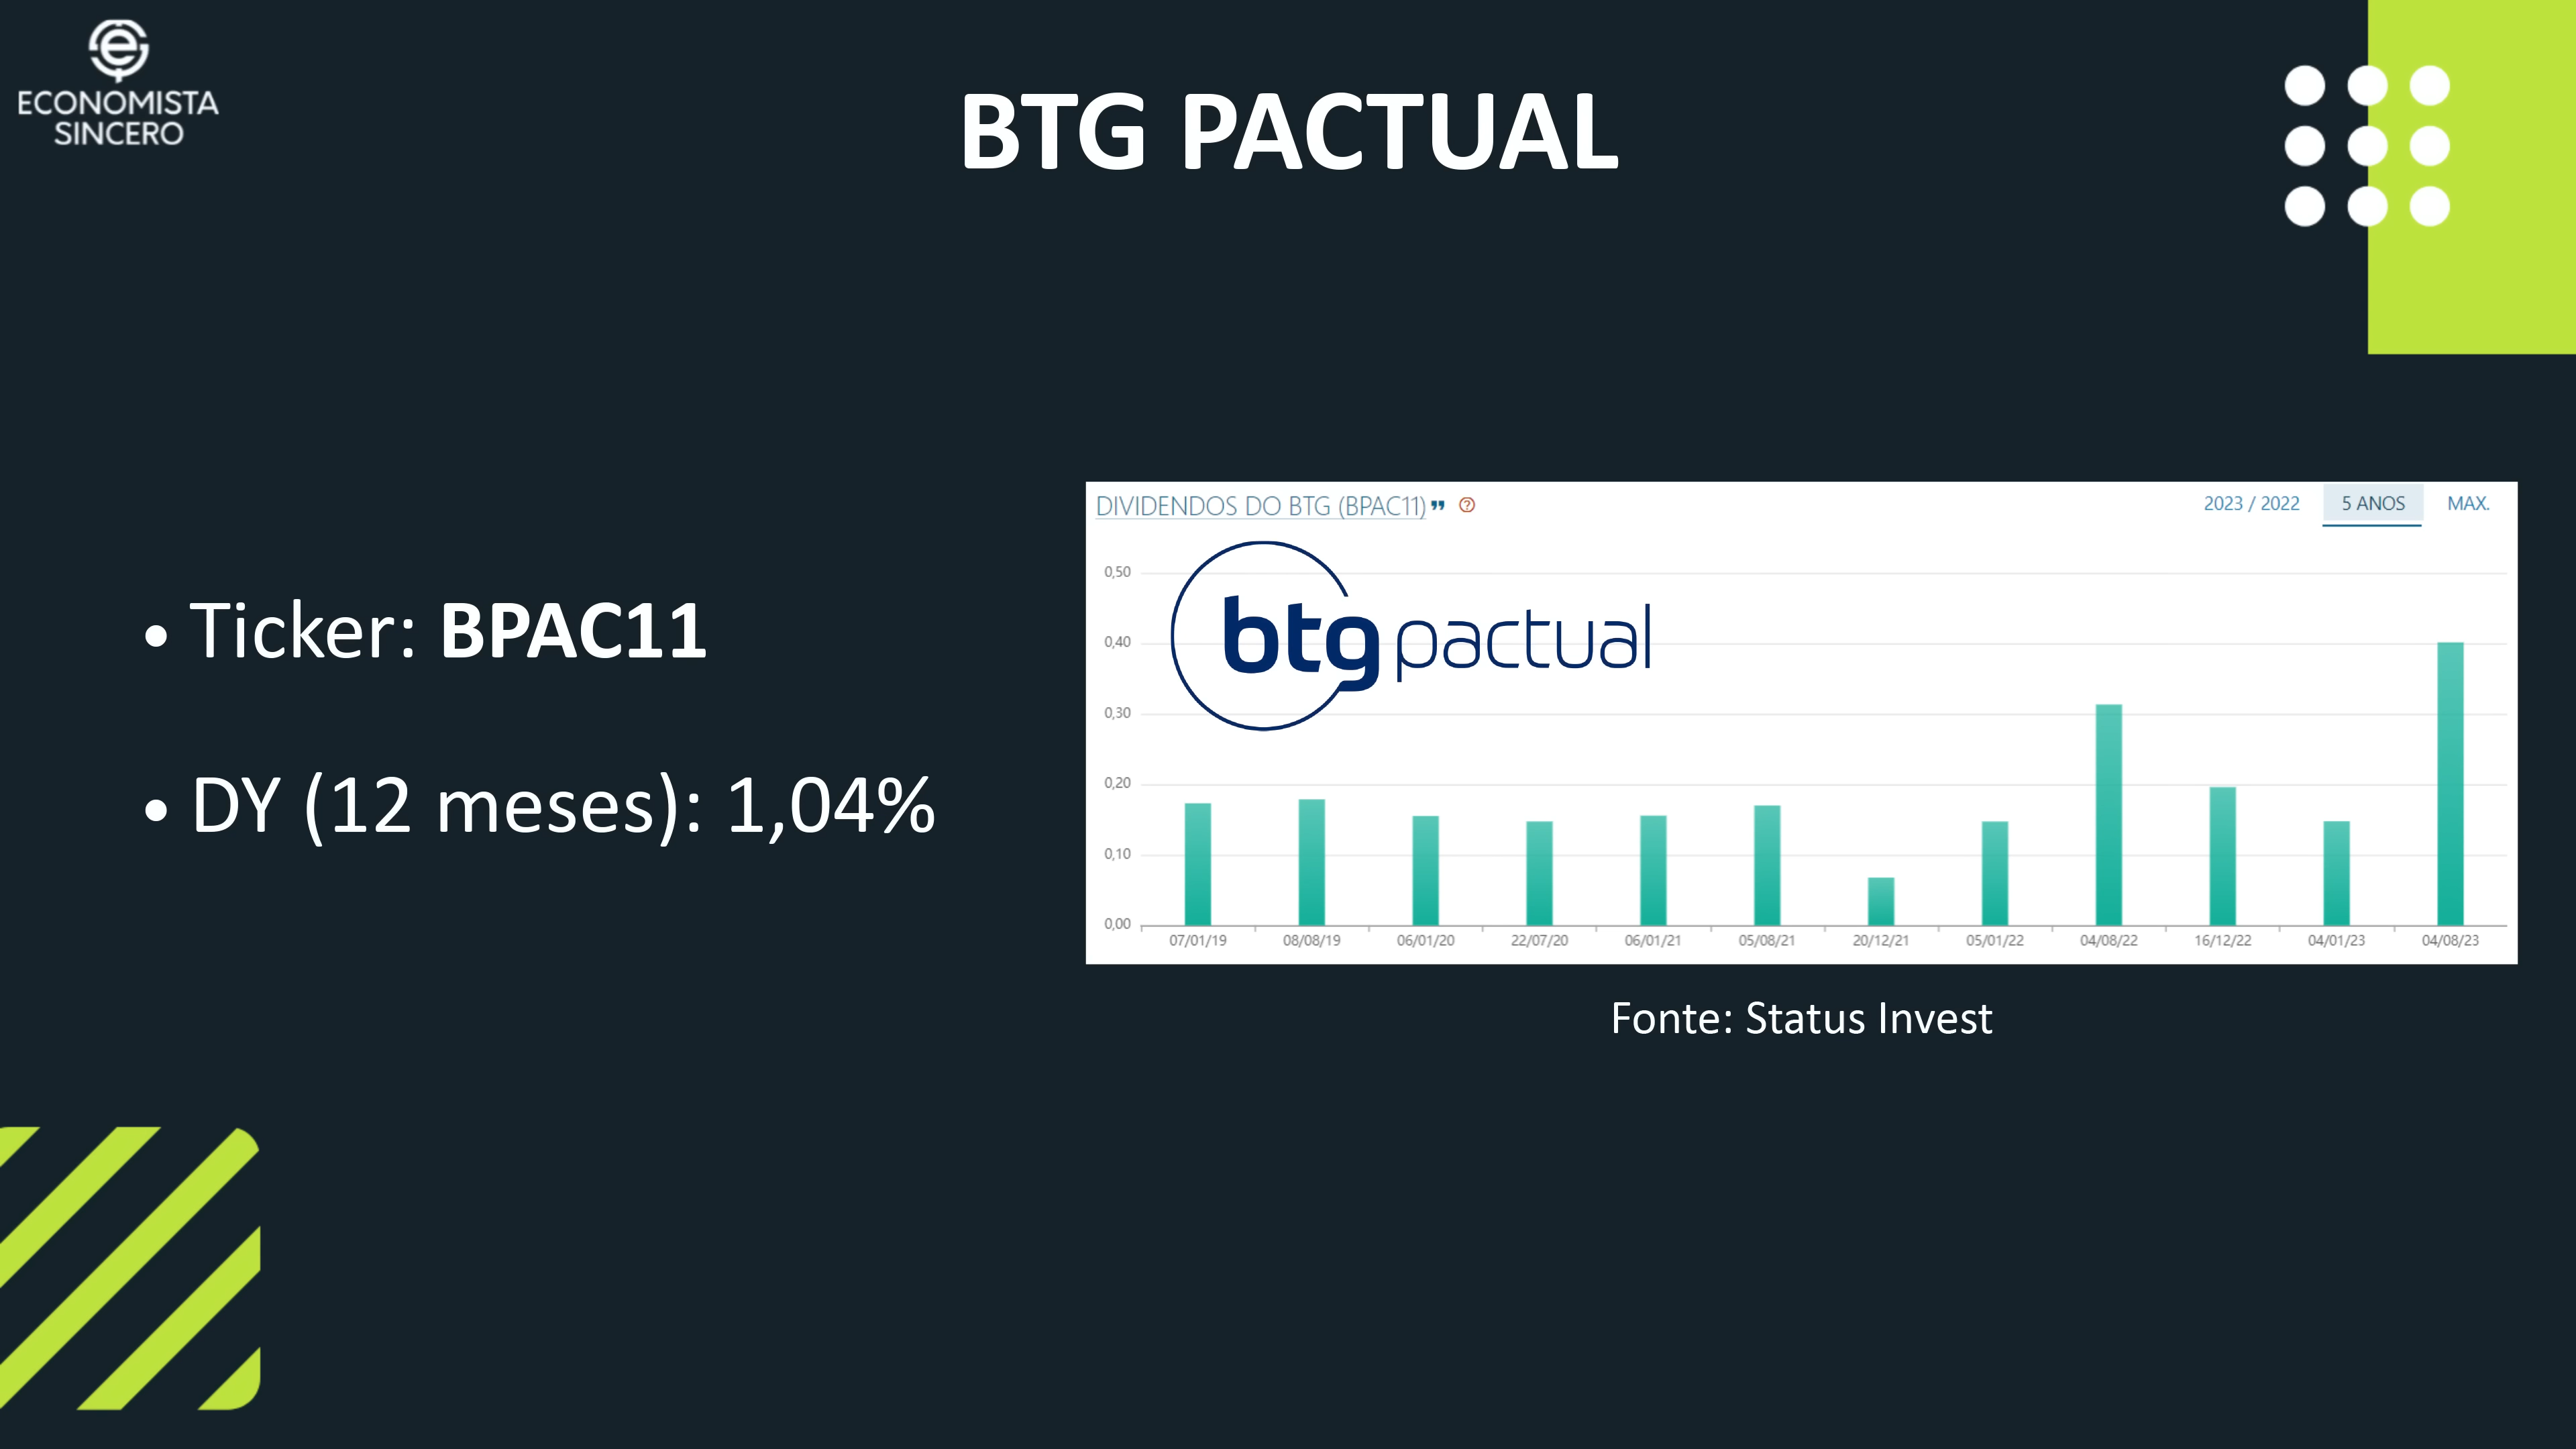 ECONOMISTA
SINCERO
BTG PACTUAL
• Ticker: BPAC11
• DY (12 meses): 1,04%
DIVIDENDOS DO BTG (BPAC11) 2023 / 2022 5 ANOS MAX.
btg pactual
0,50
0,40
0,30
0,20
0,10
0,00
07/01/19 08/08/19 06/01/20 22/07/20 06/01/21 05/08/21 20/12/21 05/01/22 04/08/22 16/12/22 04/01/23 04/08/23
Fonte: Status Invest